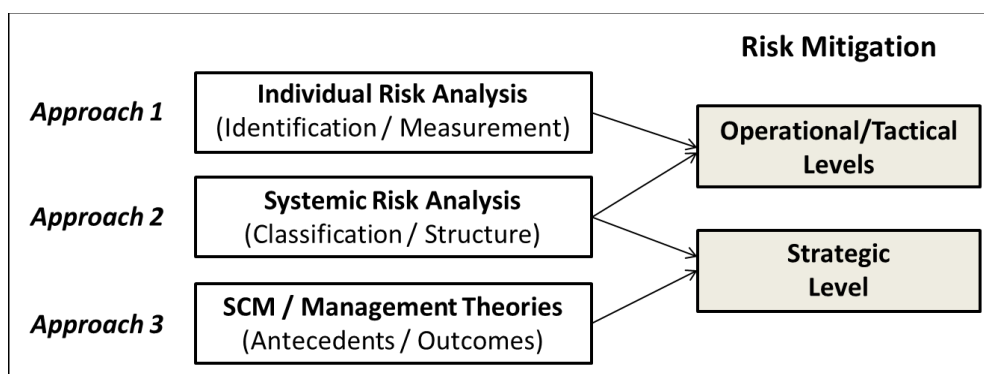 Risk Mitigation
Approach 1
Individual Risk Analysis
(Identification / Measurement)
Operational/Tactical
Levels
Approach 2
Systemic Risk Analysis
(Classification / Structure)
Strategic
Level
Approach 3
SCM / Management Theories
(Antecedents / Outcomes)